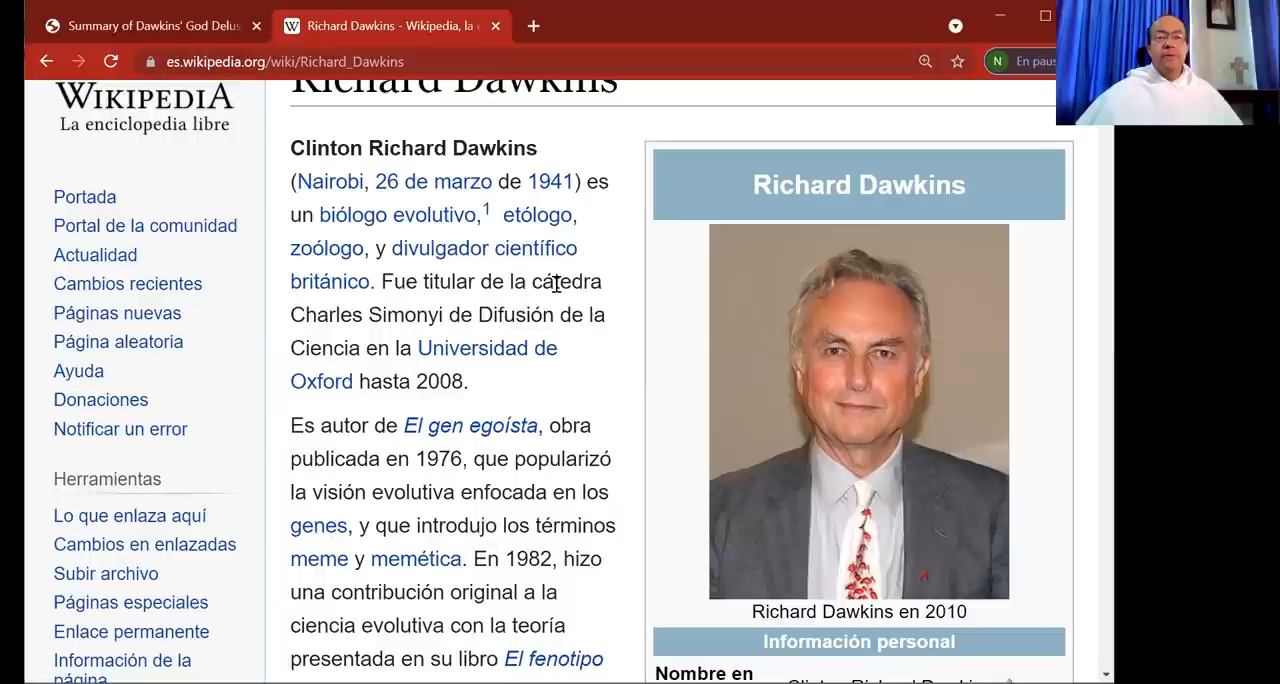 Summary of Dawkins' God Delus
Richard Dawkins - Wikipedia, la
es.wikipedia.org/wiki/Richard_Dawkins
N En paus
WIKIPEDIA
La enciclopedia libre
Portada
Portal de la comunidad
Actualidad
Cambios recientes
Páginas nuevas
Página aleatoria
Ayuda
Donaciones
Notificar un error
Herramientas
Lo que enlaza aquí
Cambios en enlazadas
Subir archivo
Páginas especiales
Enlace permanente
Información de la
página
Richard Dawkins
Clinton Richard Dawkins
(Nairobi, 26 de marzo de 1941) es
un biólogo evolutivo,1 etólogo,
zoólogo, y divulgador científico
británico. Fue titular de la cátedra
Charles Simonyi de Difusión de la
Ciencia en la Universidad de
Oxford hasta 2008.
Es autor de El gen egoísta, obra
publicada en 1976, que popularizó
la visión evolutiva enfocada en los
genes, y que introdujo los términos
meme y memética. En 1982, hizo
una contribución original a la
ciencia evolutiva con la teoría
presentada en su libro El fenotipo
Richard Dawkins
Richard Dawkins en 2010
Información personal
Nombre en
Clinton Richard Dawkins